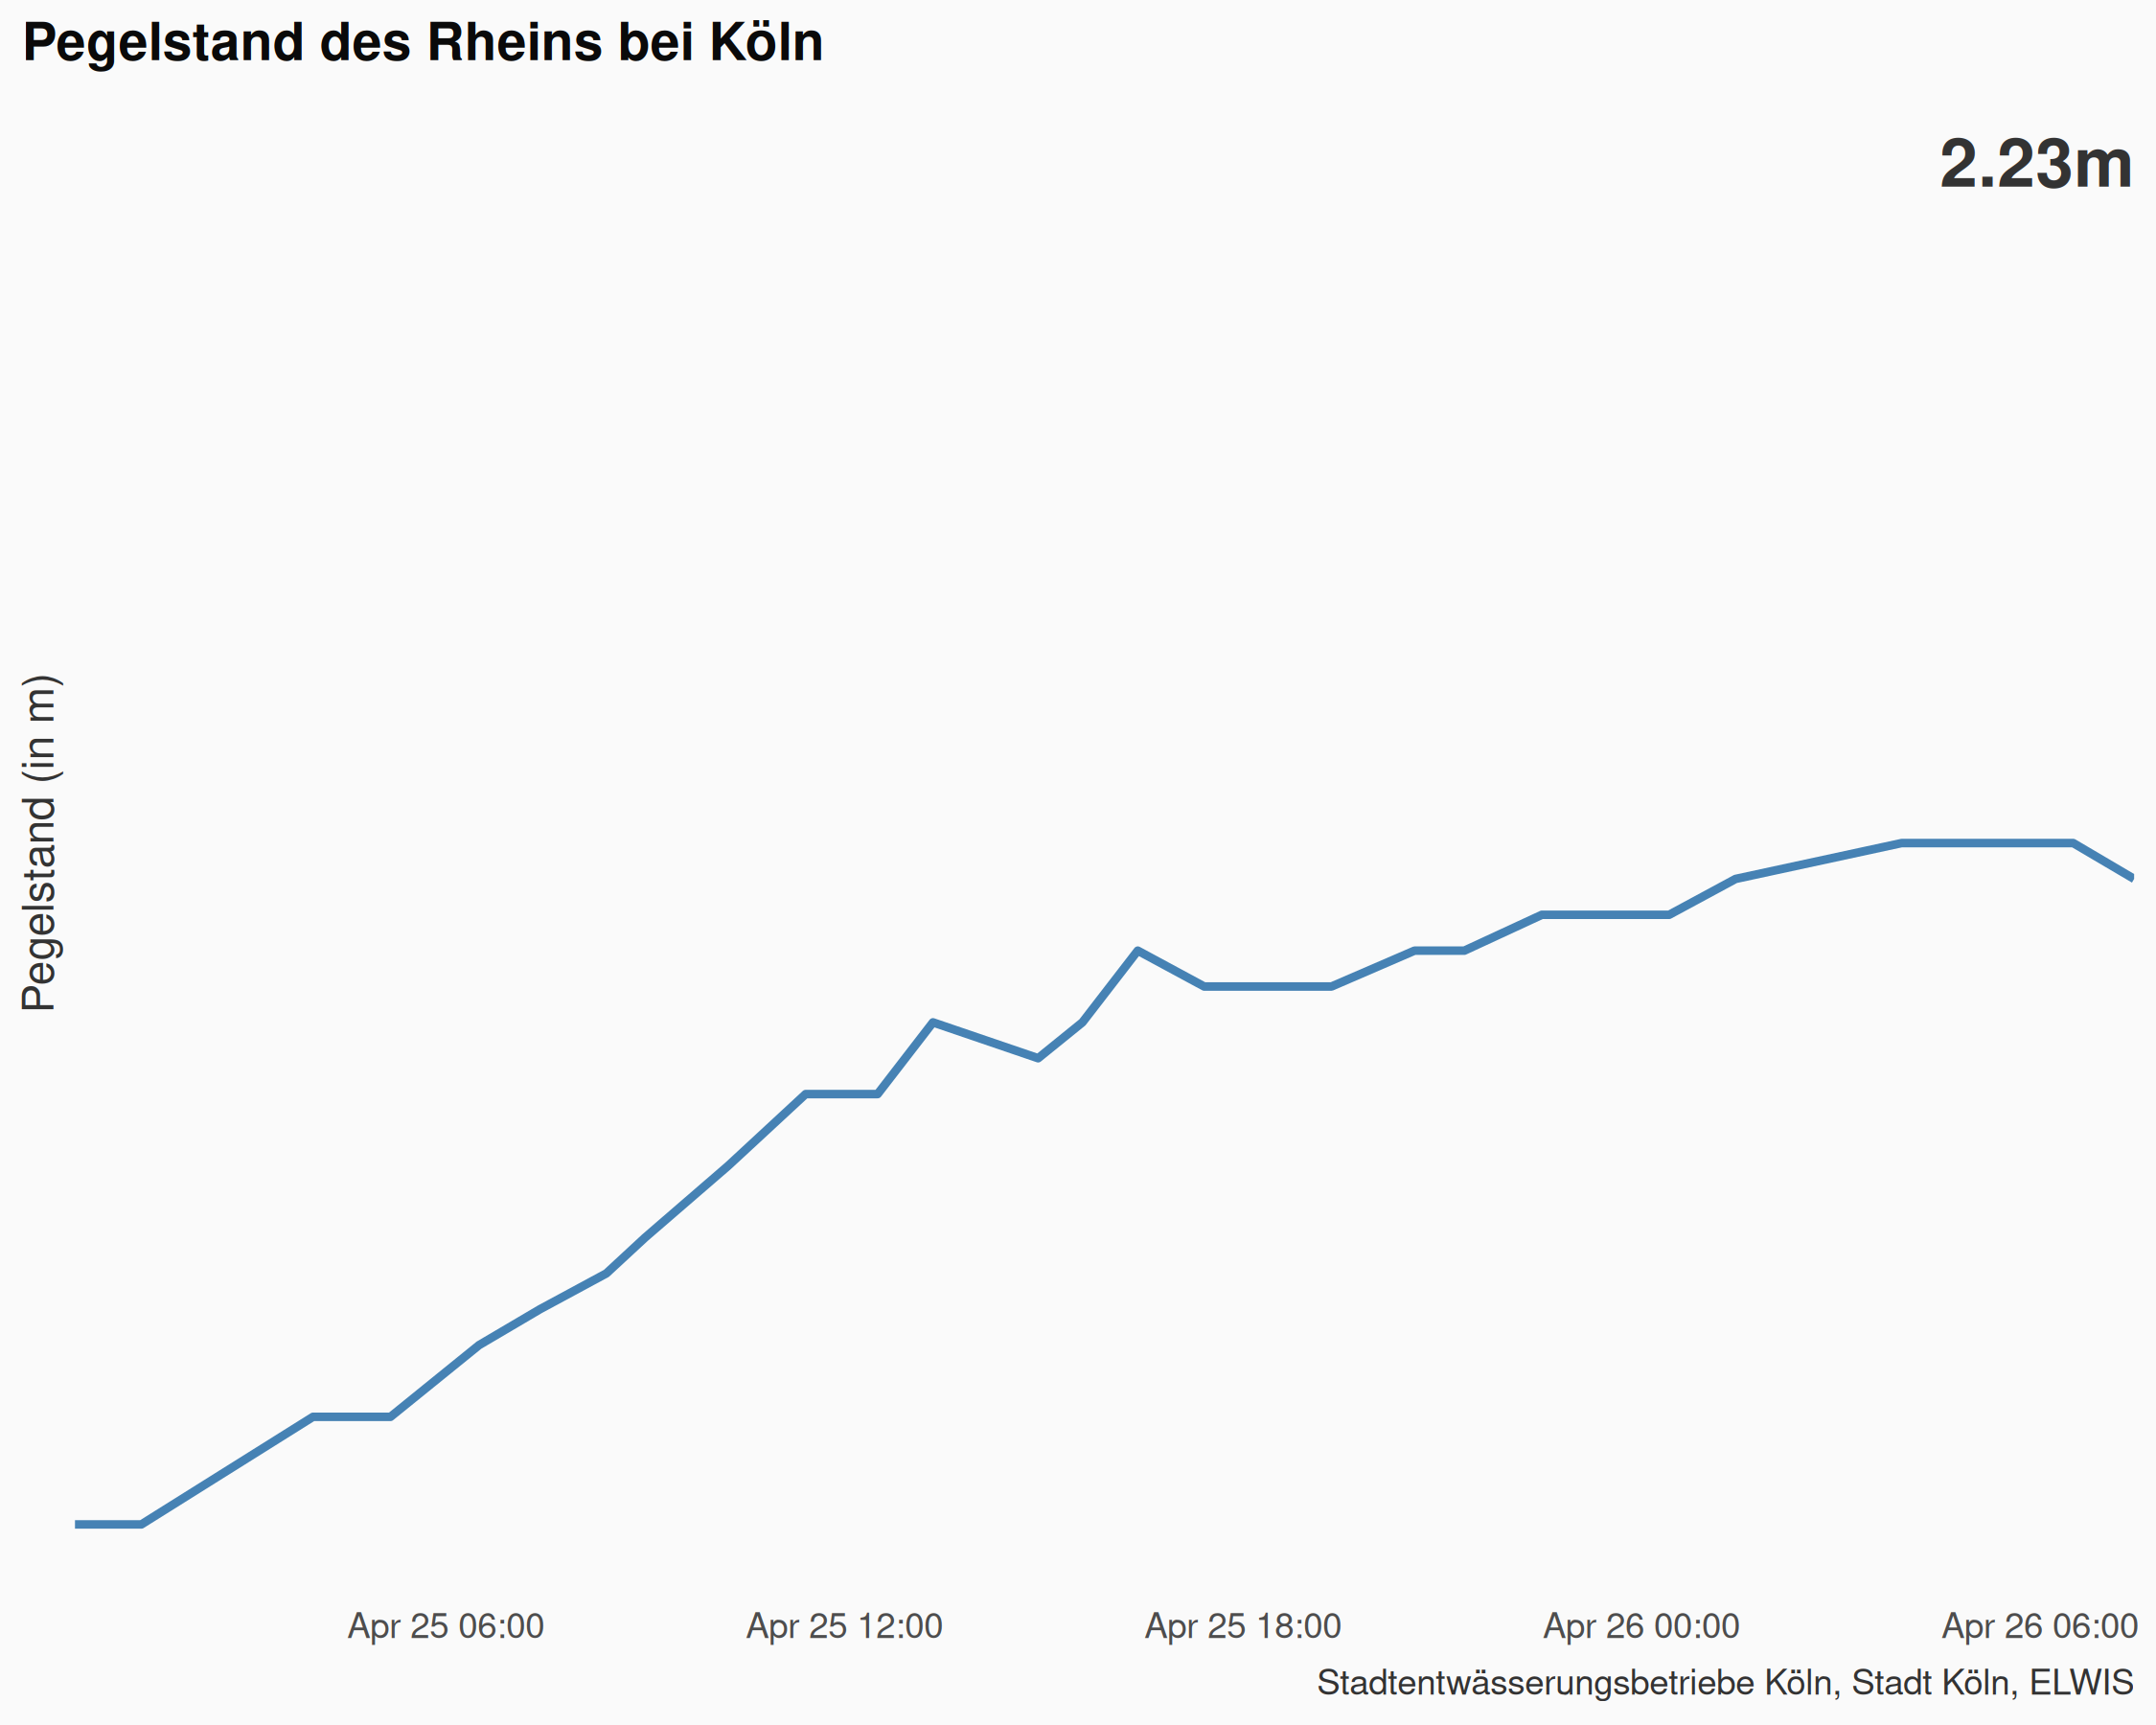 Pegelstand des Rheins bei Köln
2.23m
Pegelstand (in m)
Apr 25 06:00
Apr 25 12:00
Apr 25 18:00
Apr 26 00:00
Apr 26 06:00
Stadtentwässerungsbetriebe Köln, Stadt Köln, ELWIS